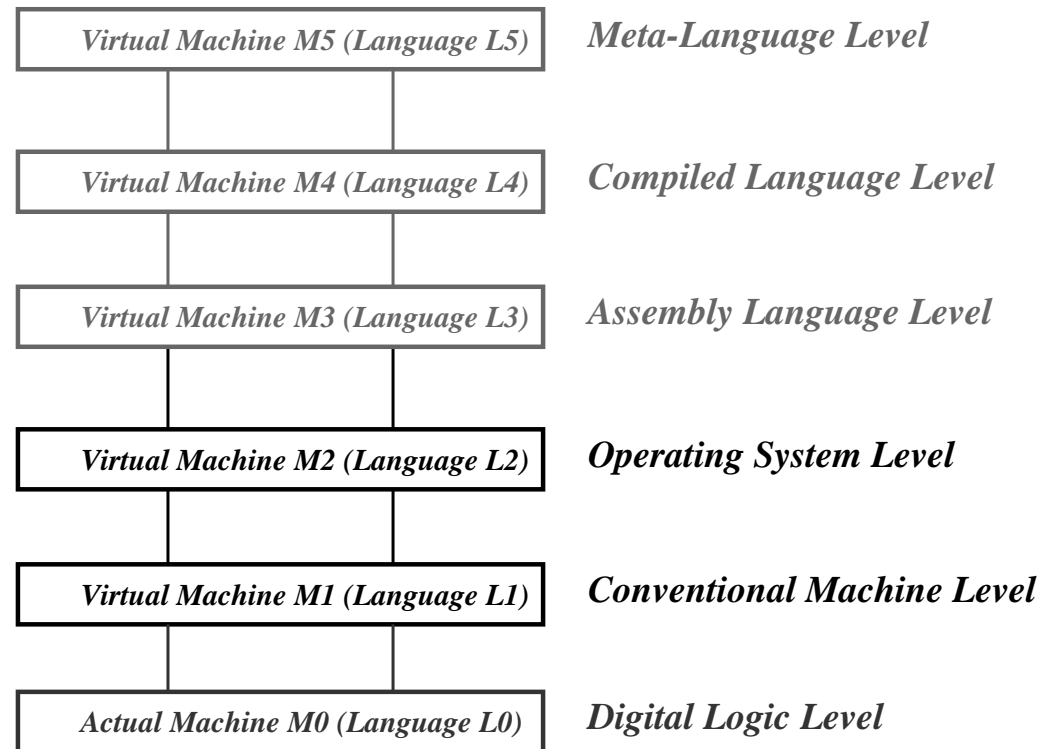 Virtual Machine M5 (Language L5)
Meta-Language Level
Virtual Machine M4 (Language L4)
Compiled Language Level
Virtual Machine M3 (Language L3)
Assembly Language Level
Virtual Machine M2 (Language L2)
Operating System Level
Virtual Machine M1 (Language L1)
Conventional Machine Level
Actual Machine M0 (Language L0)
Digital Logic Level